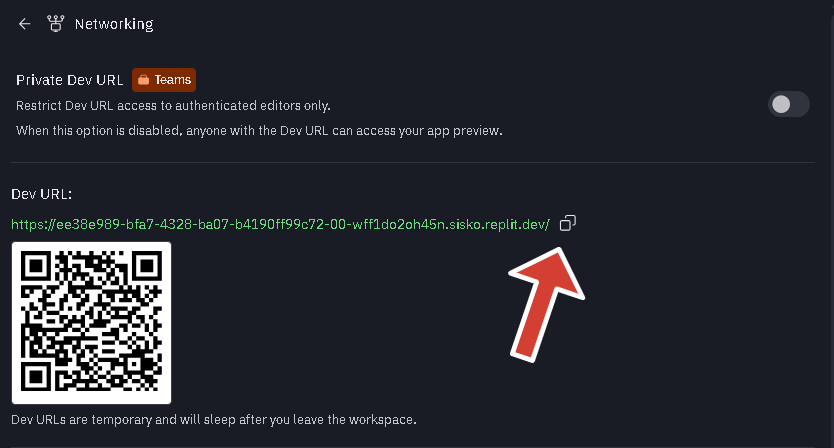 Networking
Private Dev URL Teams
Restrict Dev URL access to authenticated editors only.
When this option is disabled, anyone with the Dev URL can access your app preview.
Dev URL:
https://ee38e989-bfa7-4328-ba07-b4190ff99c72-00-wff1do2oh45n.sisko.replit.dev/
Dev URLs are temporary and will sleep after you leave the workspace.